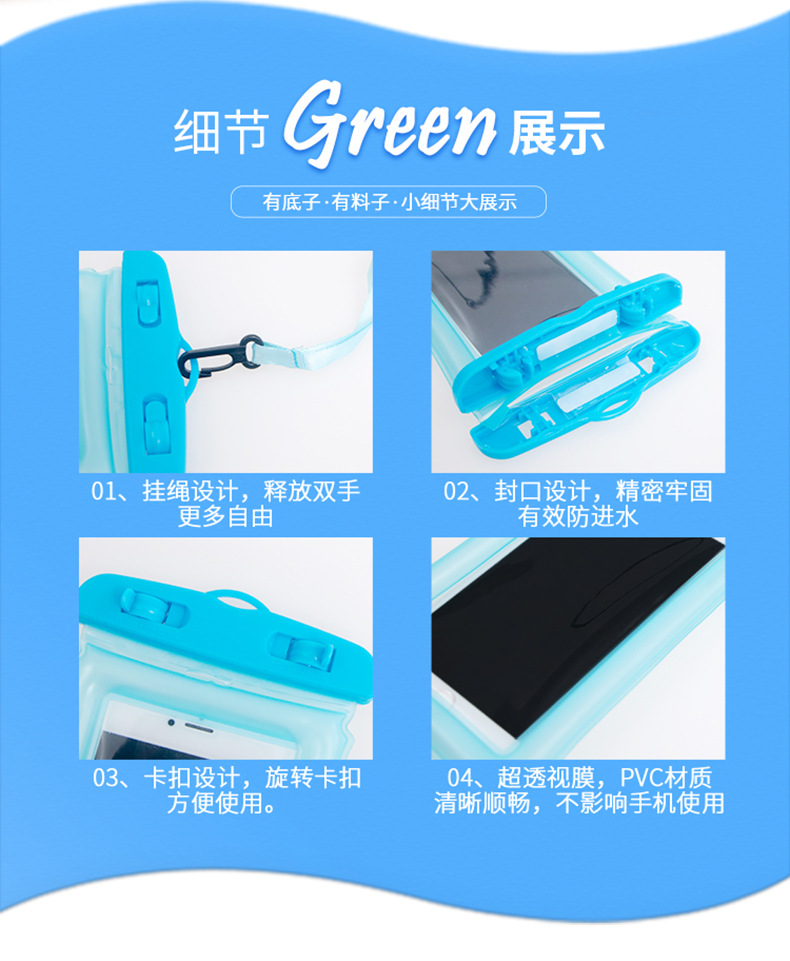 细节 Green 展示
有底子·有料子·小细节大展示
01、挂绳设计，释放双手
更多自由
02、封口设计，精密牢固
有效防进水
03、卡扣设计，旋转卡扣
方便使用。
04、超透视膜，PVC材质
清晰顺畅，不影响手机使用